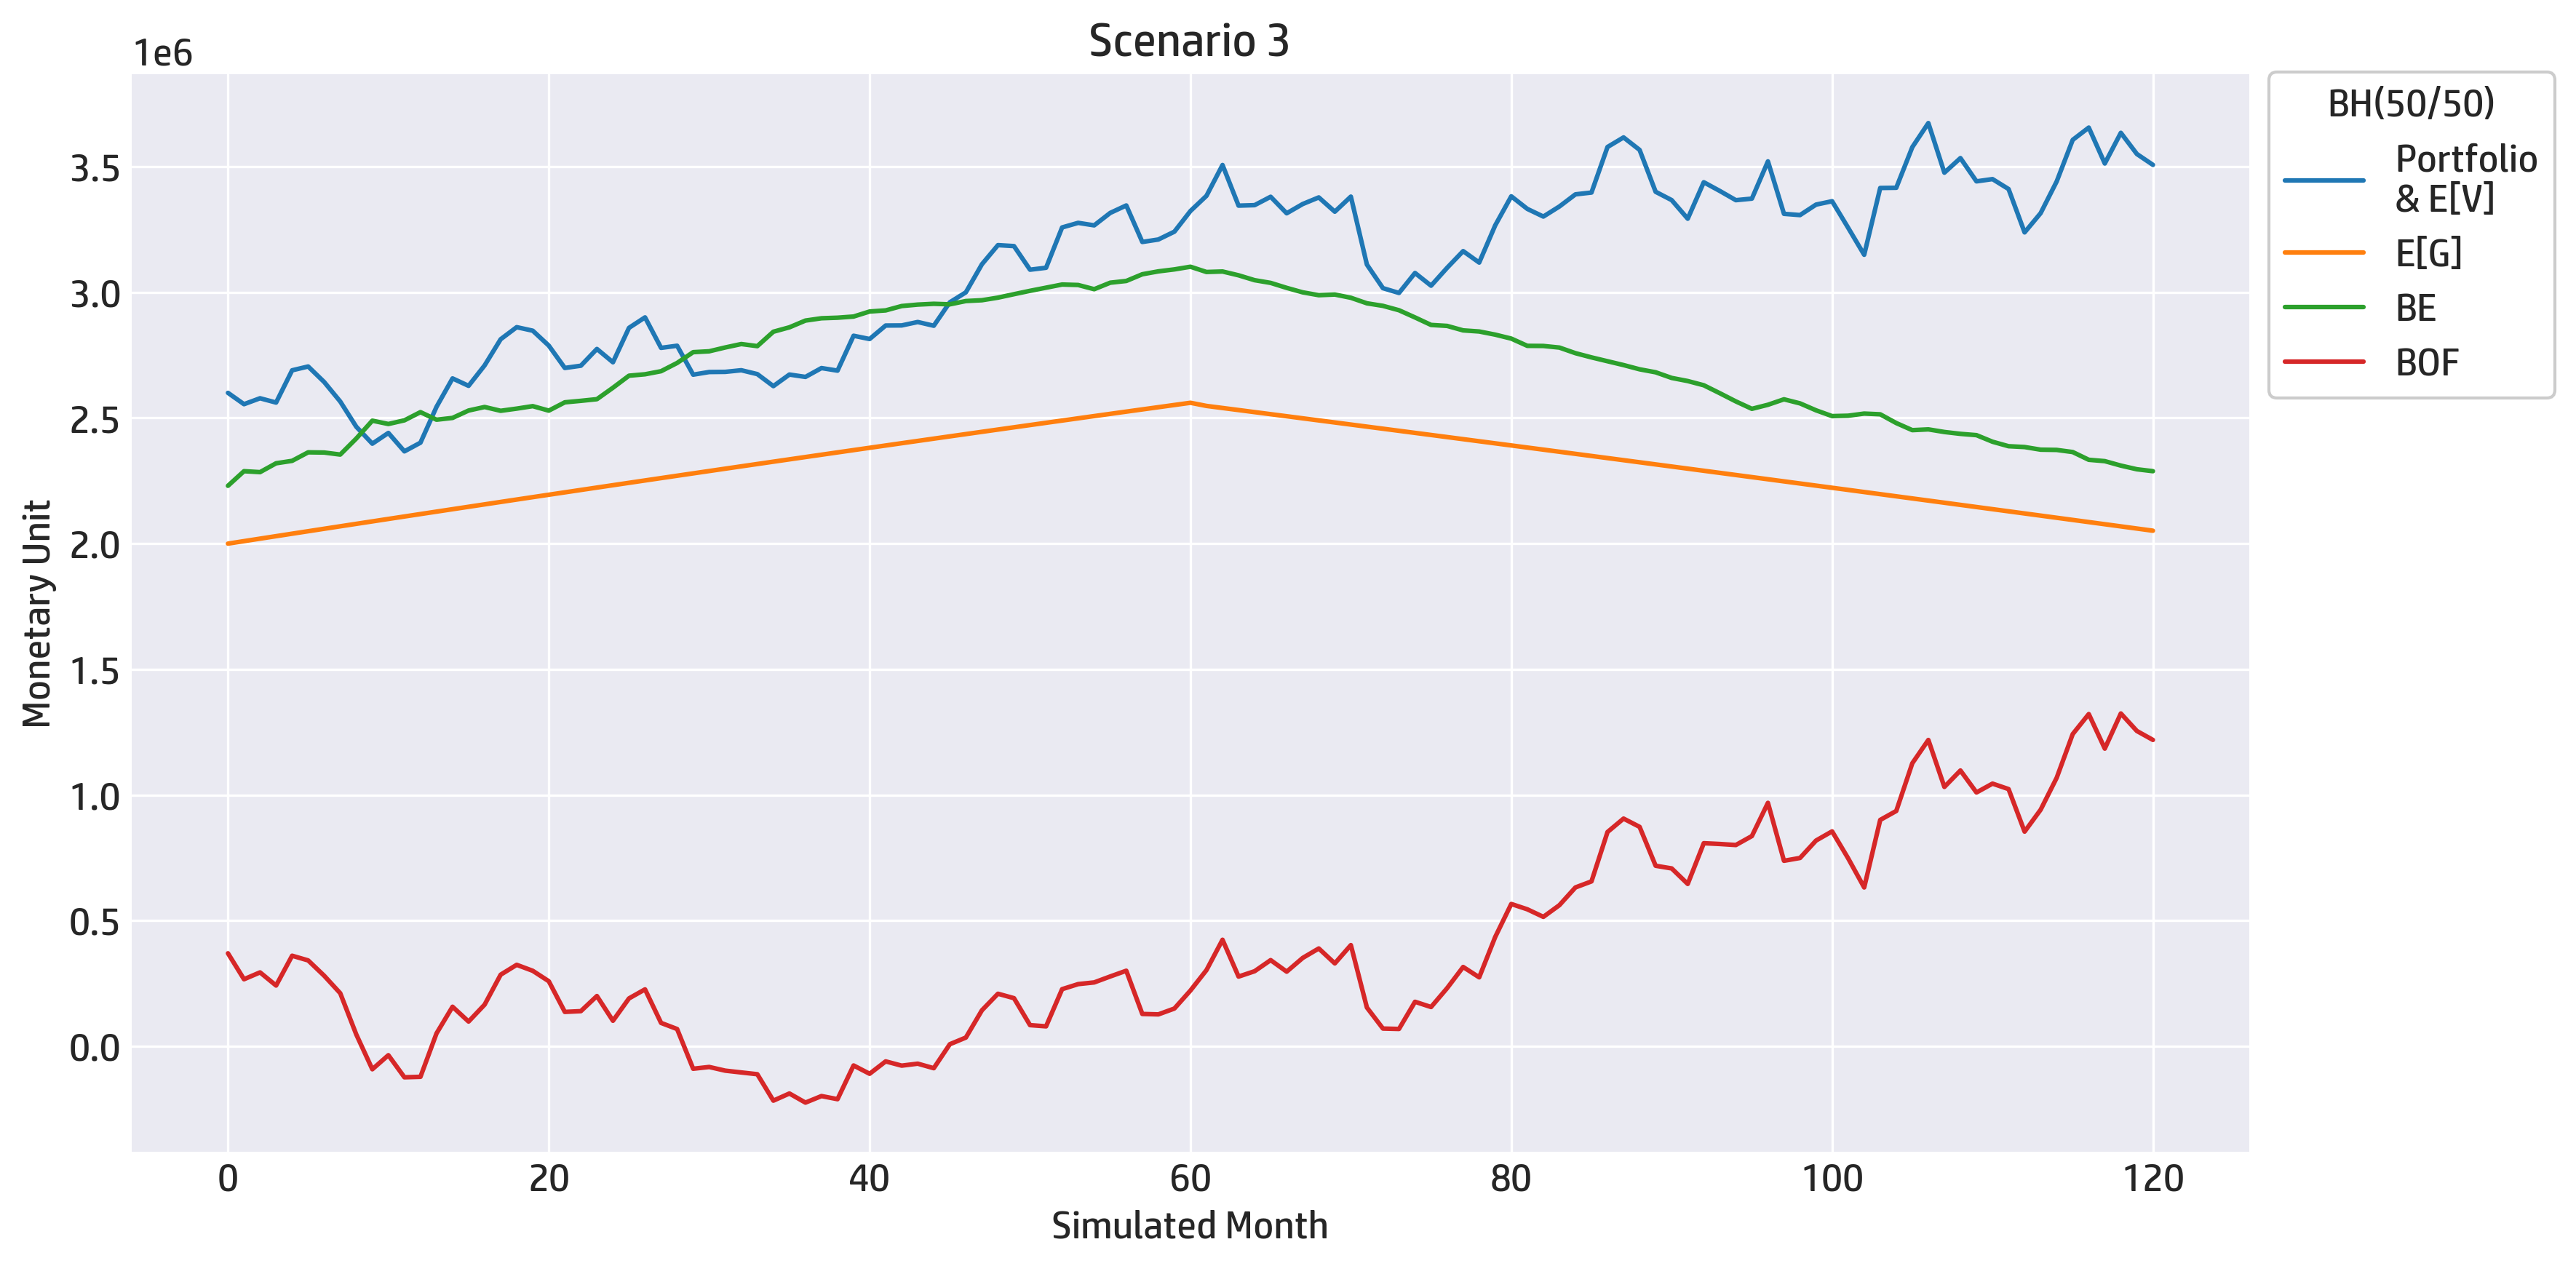 Scenario 3
1e6
3.5
3.0
2.5
2.0
1.5
1.0
0.5
0.0
Monetary Unit
0 20 40 60 80 100 120
Simulated Month
BH(50/50)
Portfolio
& E[V]
E[G]
BE
BOF